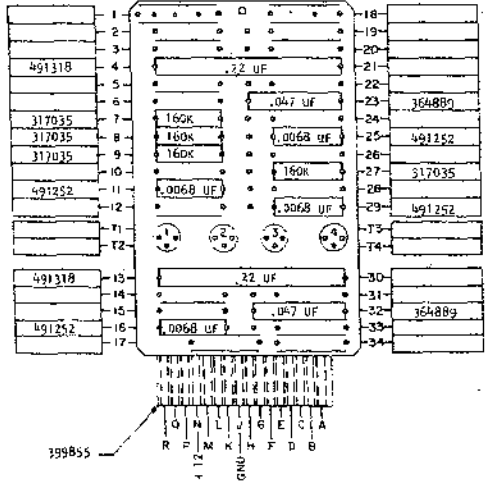 1 18
2 19
3 20
491318 4 .22 UF 21
5 22
6 .047 UF 23 364889
317035 7 160K 24
317035 8 160K .0068 UF 25 491252
317035 9 160K 26
10 160K 27 317035
491252 11 .0068 UF 28
12 .0068 UF 29 491252
T1 1 2 3 4 T3
T2 T4
491318 13 .22 UF 30
14 31
15 .047 UF 32 364889
491252 16 .0068 UF 33
17 34
Q N L J G E C A
R P M K H F D B
399855
+12 GND